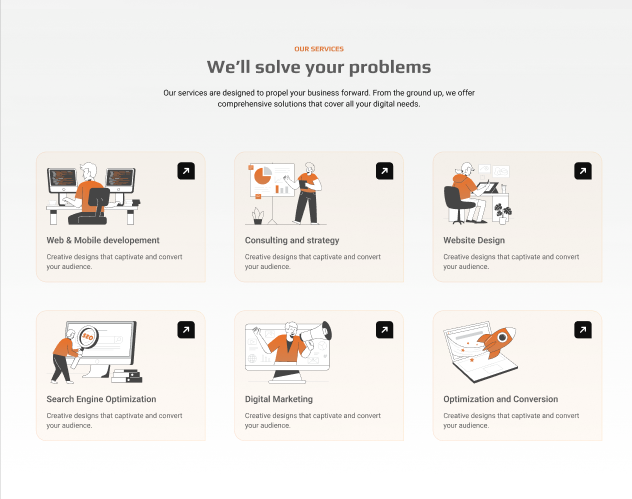 OUR SERVICES
We'll solve your problems
Our services are designed to propel your business forward. From the ground up, we offer
comprehensive solutions that cover all your digital needs.
Web & Mobile developement
Creative designs that captivate and convert
your audience.
Consulting and strategy
Creative designs that captivate and convert
your audience.
Website Design
Creative designs that captivate and convert
your audience.
SEO
Search Engine Optimization
Creative designs that captivate and convert
your audience.
Digital Marketing
Creative designs that captivate and convert
your audience.
Optimization and Conversion
Creative designs that captivate and convert
your audience.